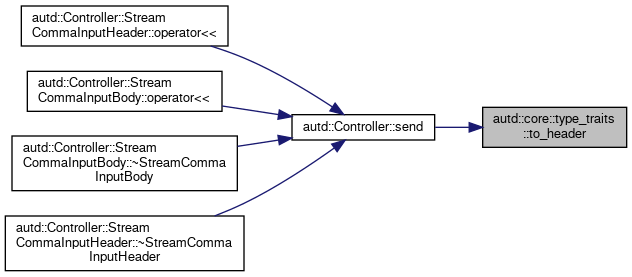 autd::Controller::Stream
CommaInputHeader::operator<<
autd::Controller::Stream
CommaInputBody::operator<<
autd::Controller::Stream
CommaInputBody::~StreamComma
InputBody
autd::Controller::Stream
CommaInputHeader::~StreamComma
InputHeader
autd::Controller::send
autd::core::type_traits
::to_header